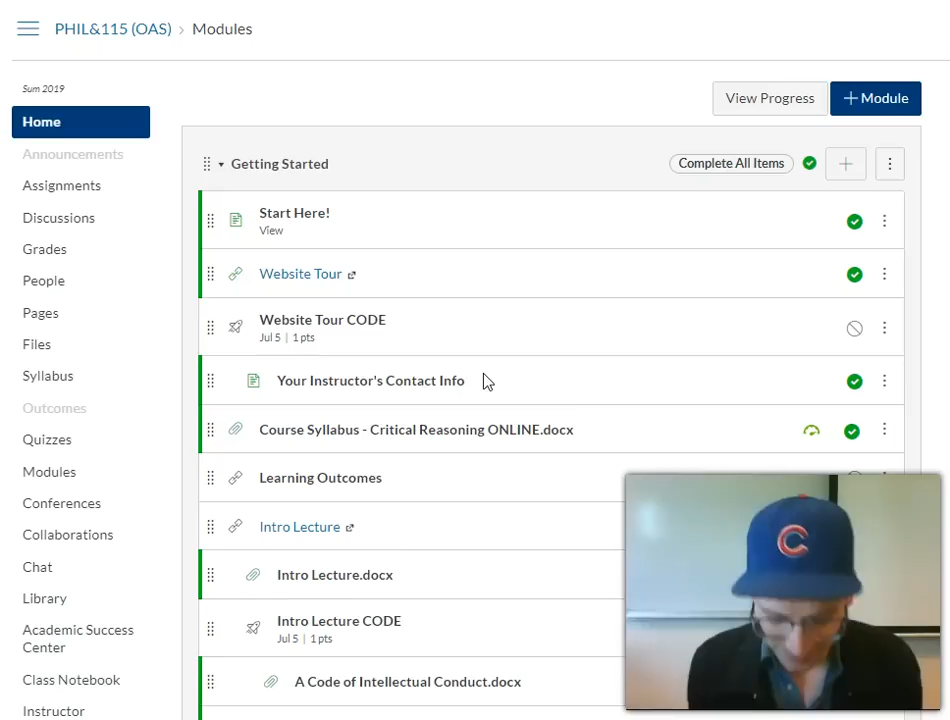 PHIL&115 (OAS) › Modules
Sum 2019
View Progress
+ Module
Home
Announcements
Assignments
Discussions
Grades
People
Pages
Files
Syllabus
Outcomes
Quizzes
Modules
Conferences
Collaborations
Chat
Library
Academic Success
Center
Class Notebook
Instructor
Getting Started
Complete All Items
Start Here!
View
Website Tour
Website Tour CODE
Jul 5 | 1 pts
Your Instructor's Contact Info
Course Syllabus - Critical Reasoning ONLINE.docx
Learning Outcomes
Intro Lecture
Intro Lecture.docx
Intro Lecture CODE
Jul 5 | 1 pts
A Code of Intellectual Conduct.docx
C